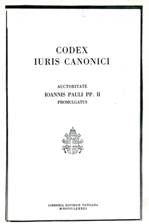 CODEX
IURIS CANONICI
AUCTORITATE
IOANNIS PAULI PP. II
PROMULGATUS
LIBRERIA EDITRICE VATICANA